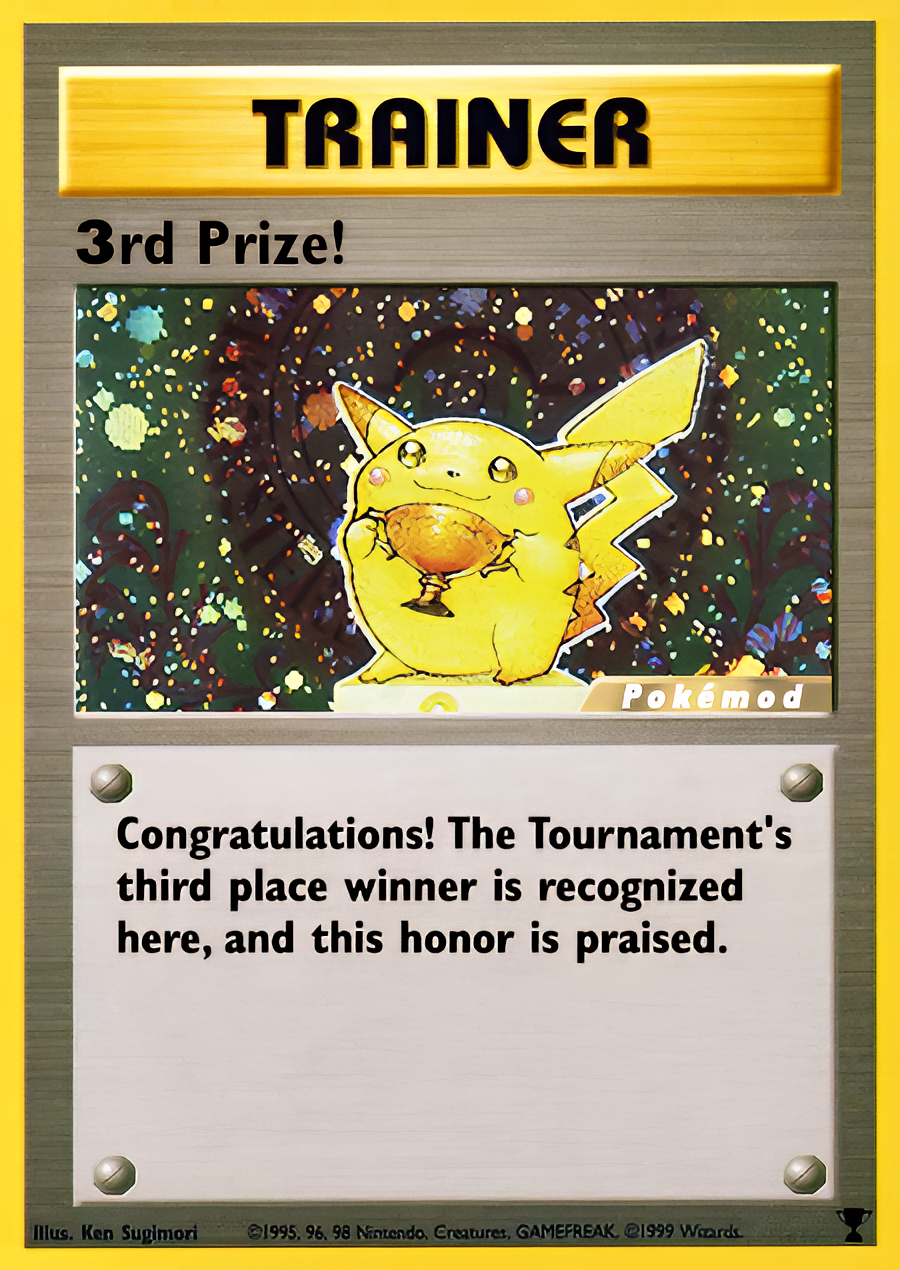 TRAINER
3rd Prize!
Pokémod
Congratulations! The Tournament's
third place winner is recognized
here, and this honor is praised.
Illus. Ken Sugimori ©1995, 96, 98 Nintendo, Creatures, GAMEFREAK. ©1999 Wizards.